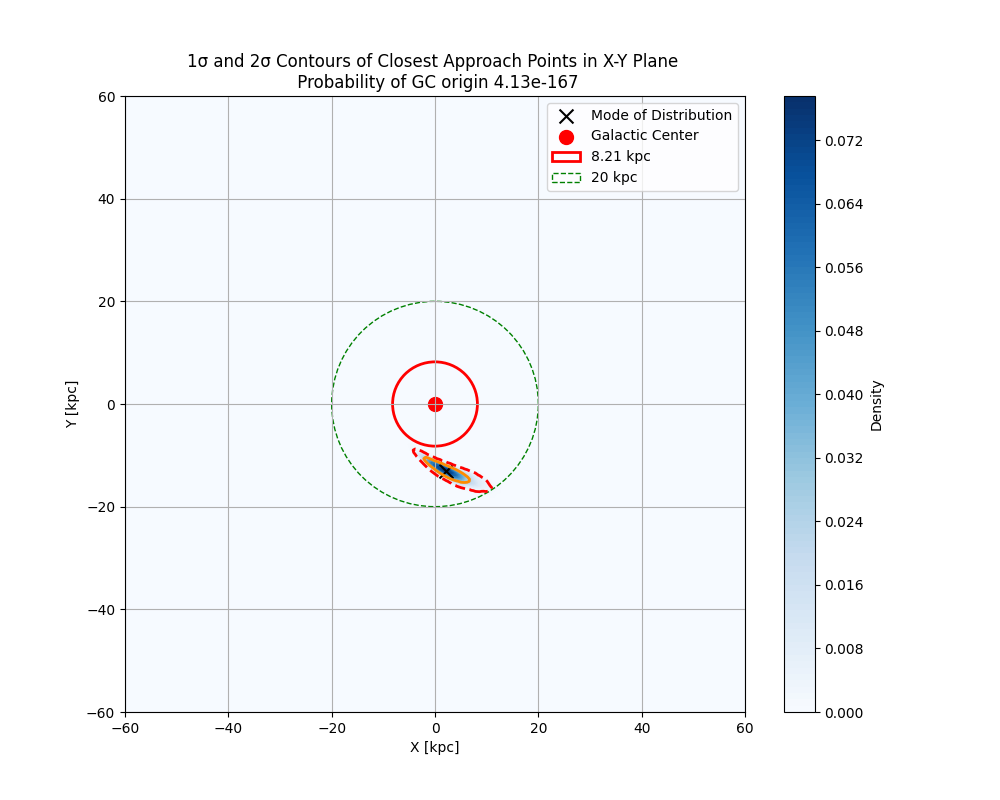 1σ and 2σ Contours of Closest Approach Points in X-Y Plane
Probability of GC origin 4.13e-167
Mode of Distribution
Galactic Center
8.21 kpc
20 kpc
60
40
20
0
−20
−40
−60
Y [kpc]
−60
−40
−20
0
20
40
60
X [kpc]
0.072
0.064
0.056
0.048
0.040
0.032
0.024
0.016
0.008
0.000
Density